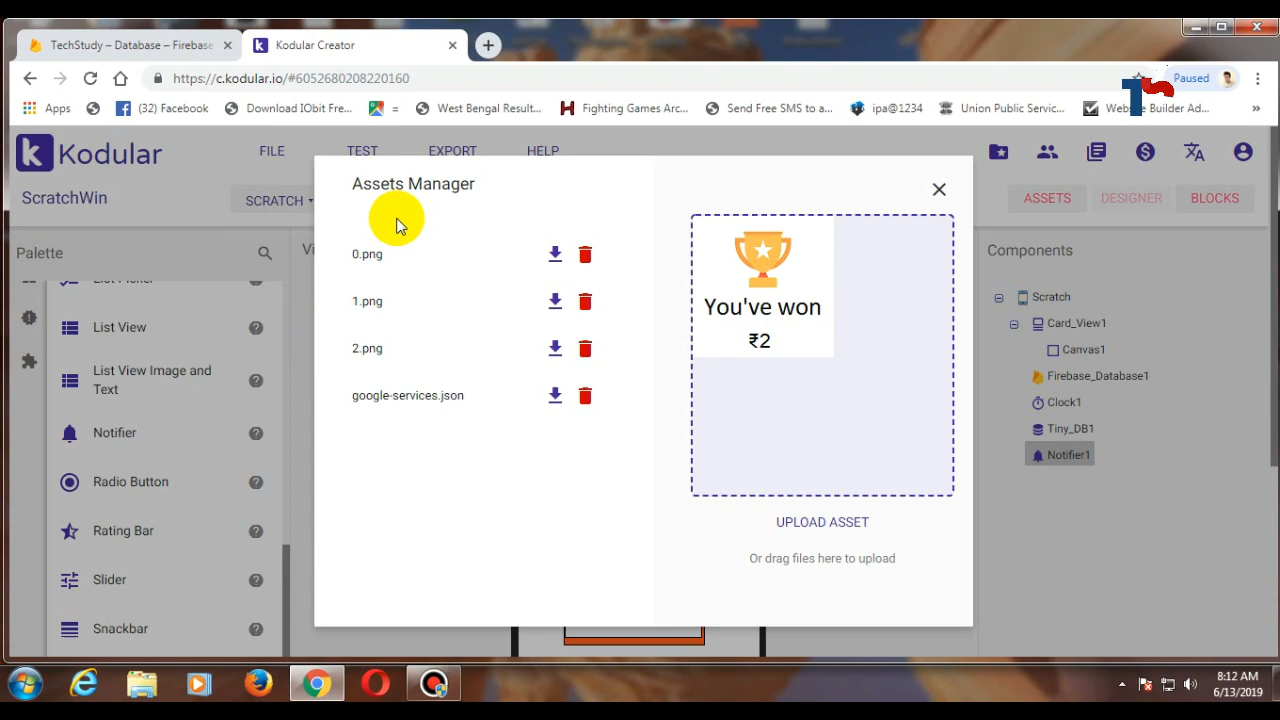 TechStudy – Database – Firebase
Kodular Creator
https://c.kodular.io/#6052680208220160
Paused
Apps
(32) Facebook
Download IObit Fre...
=
West Bengal Result...
Fighting Games Arc...
Send Free SMS to a...
ipa@1234
Union Public Servic...
Website Builder Ad...
»
TS
Kodular
FILE
TEST
EXPORT
HELP
ScratchWin
SCRATCH
ASSETS
DESIGNER
BLOCKS
Palette
List View
List View Image and
Text
Notifier
Radio Button
Rating Bar
Slider
Snackbar
Assets Manager
0.png
1.png
2.png
google-services.json
You've won
₹2
UPLOAD ASSET
Or drag files here to upload
Components
Scratch
Card_View1
Canvas1
Firebase_Database1
Clock1
Tiny_DB1
Notifier1
8:12 AM
6/13/2019